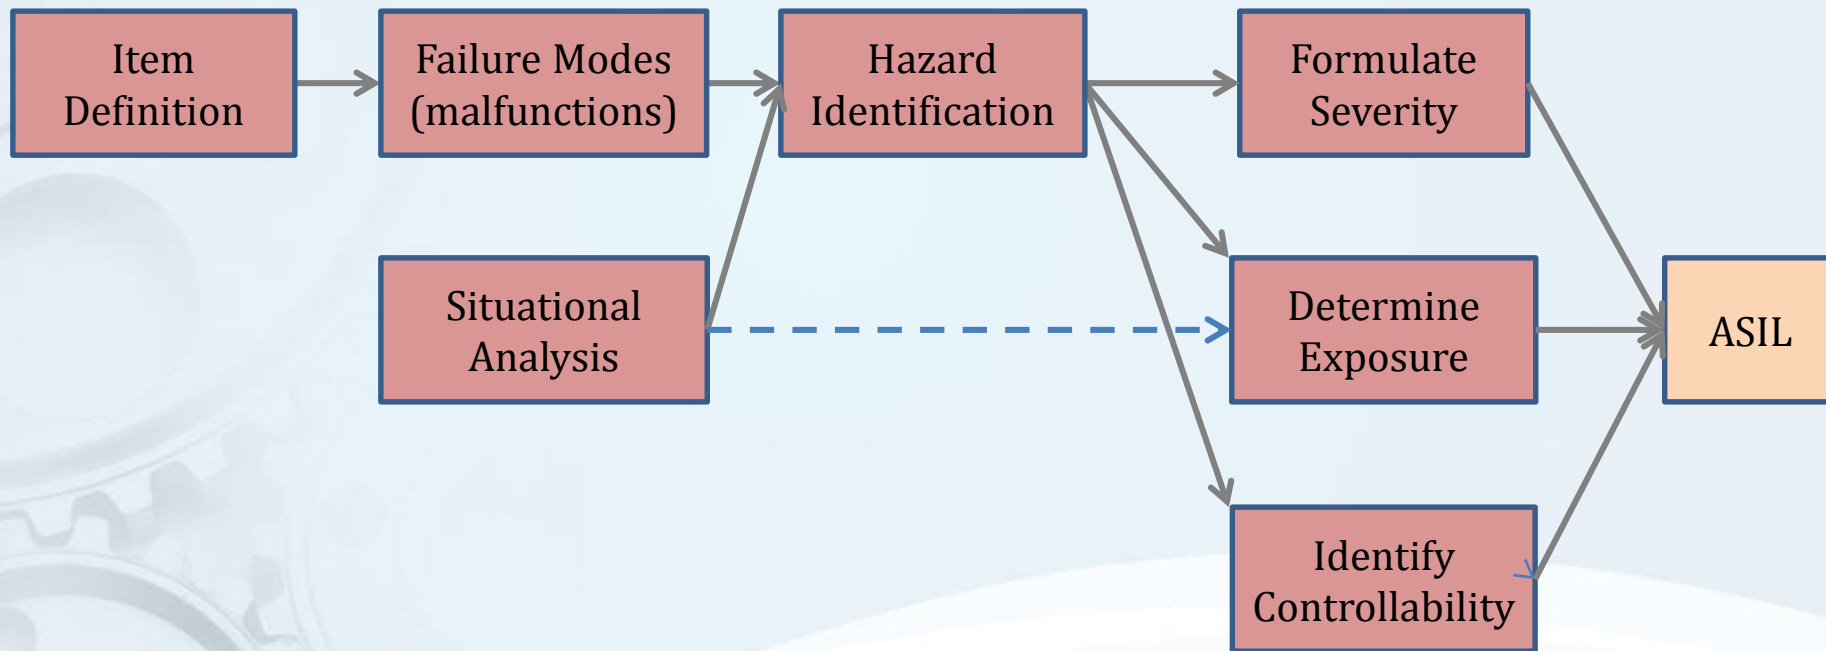 Item
Definition
Failure Modes
(malfunctions)
Hazard
Identification
Formulate
Severity
Situational
Analysis
Determine
Exposure
ASIL
Identify
Controllability